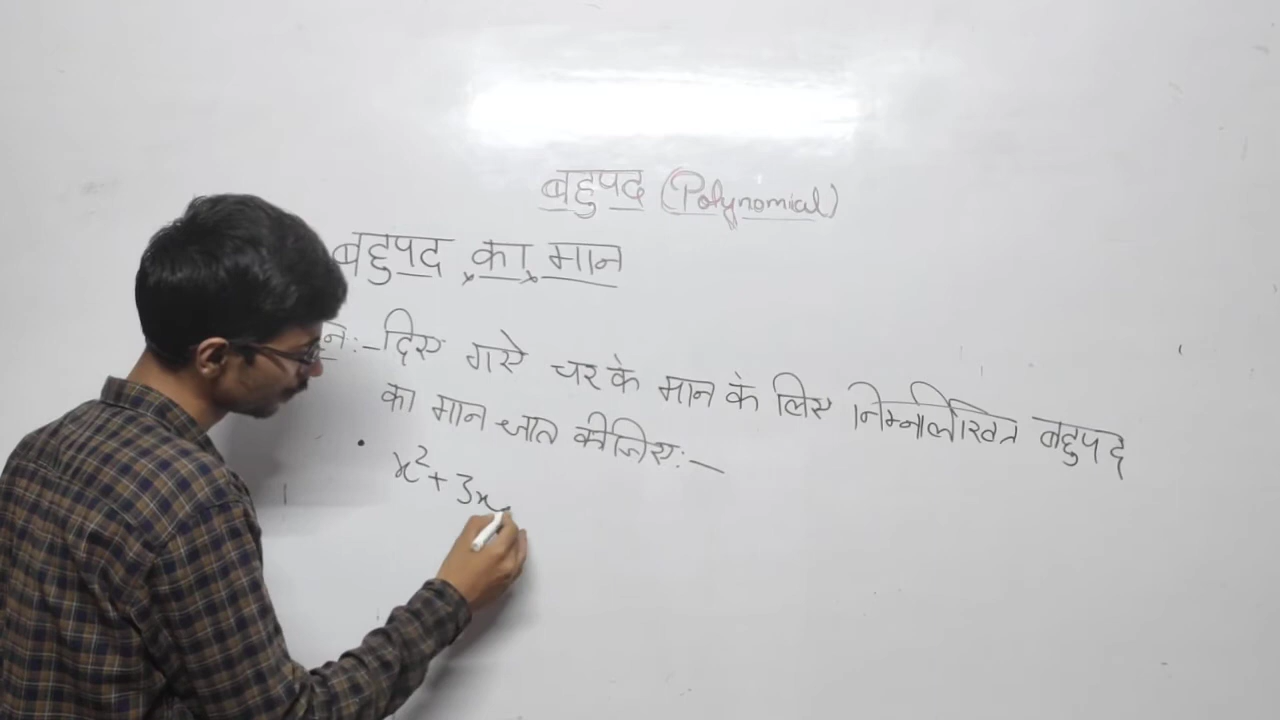 बहुपद (Polynomial)
बहुपद का मान
दिए गये चर के मान के लिए निम्नलिखित बहुपद
का मान ज्ञात कीजिए:-
x² + 3x